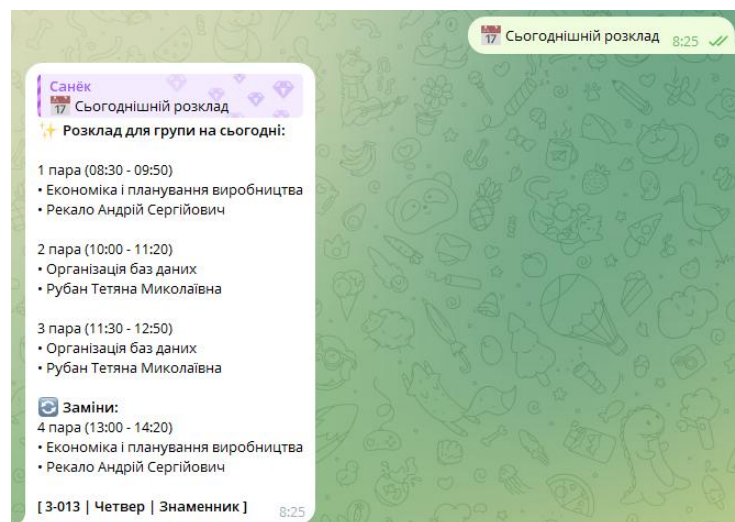 Сьогоднішній розклад 8:25
Санёк
Сьогоднішній розклад
Розклад для групи на сьогодні:
1 пара (08:30 - 09:50)
• Економіка і планування виробництва
• Рекало Андрій Сергійович
2 пара (10:00 - 11:20)
• Організація баз даних
• Рубан Тетяна Миколаївна
3 пара (11:30 - 12:50)
• Організація баз даних
• Рубан Тетяна Миколаївна
Заміни:
4 пара (13:00 - 14:20)
• Економіка і планування виробництва
• Рекало Андрій Сергійович
[ 3-013 | Четвер | Знаменник ] 8:25